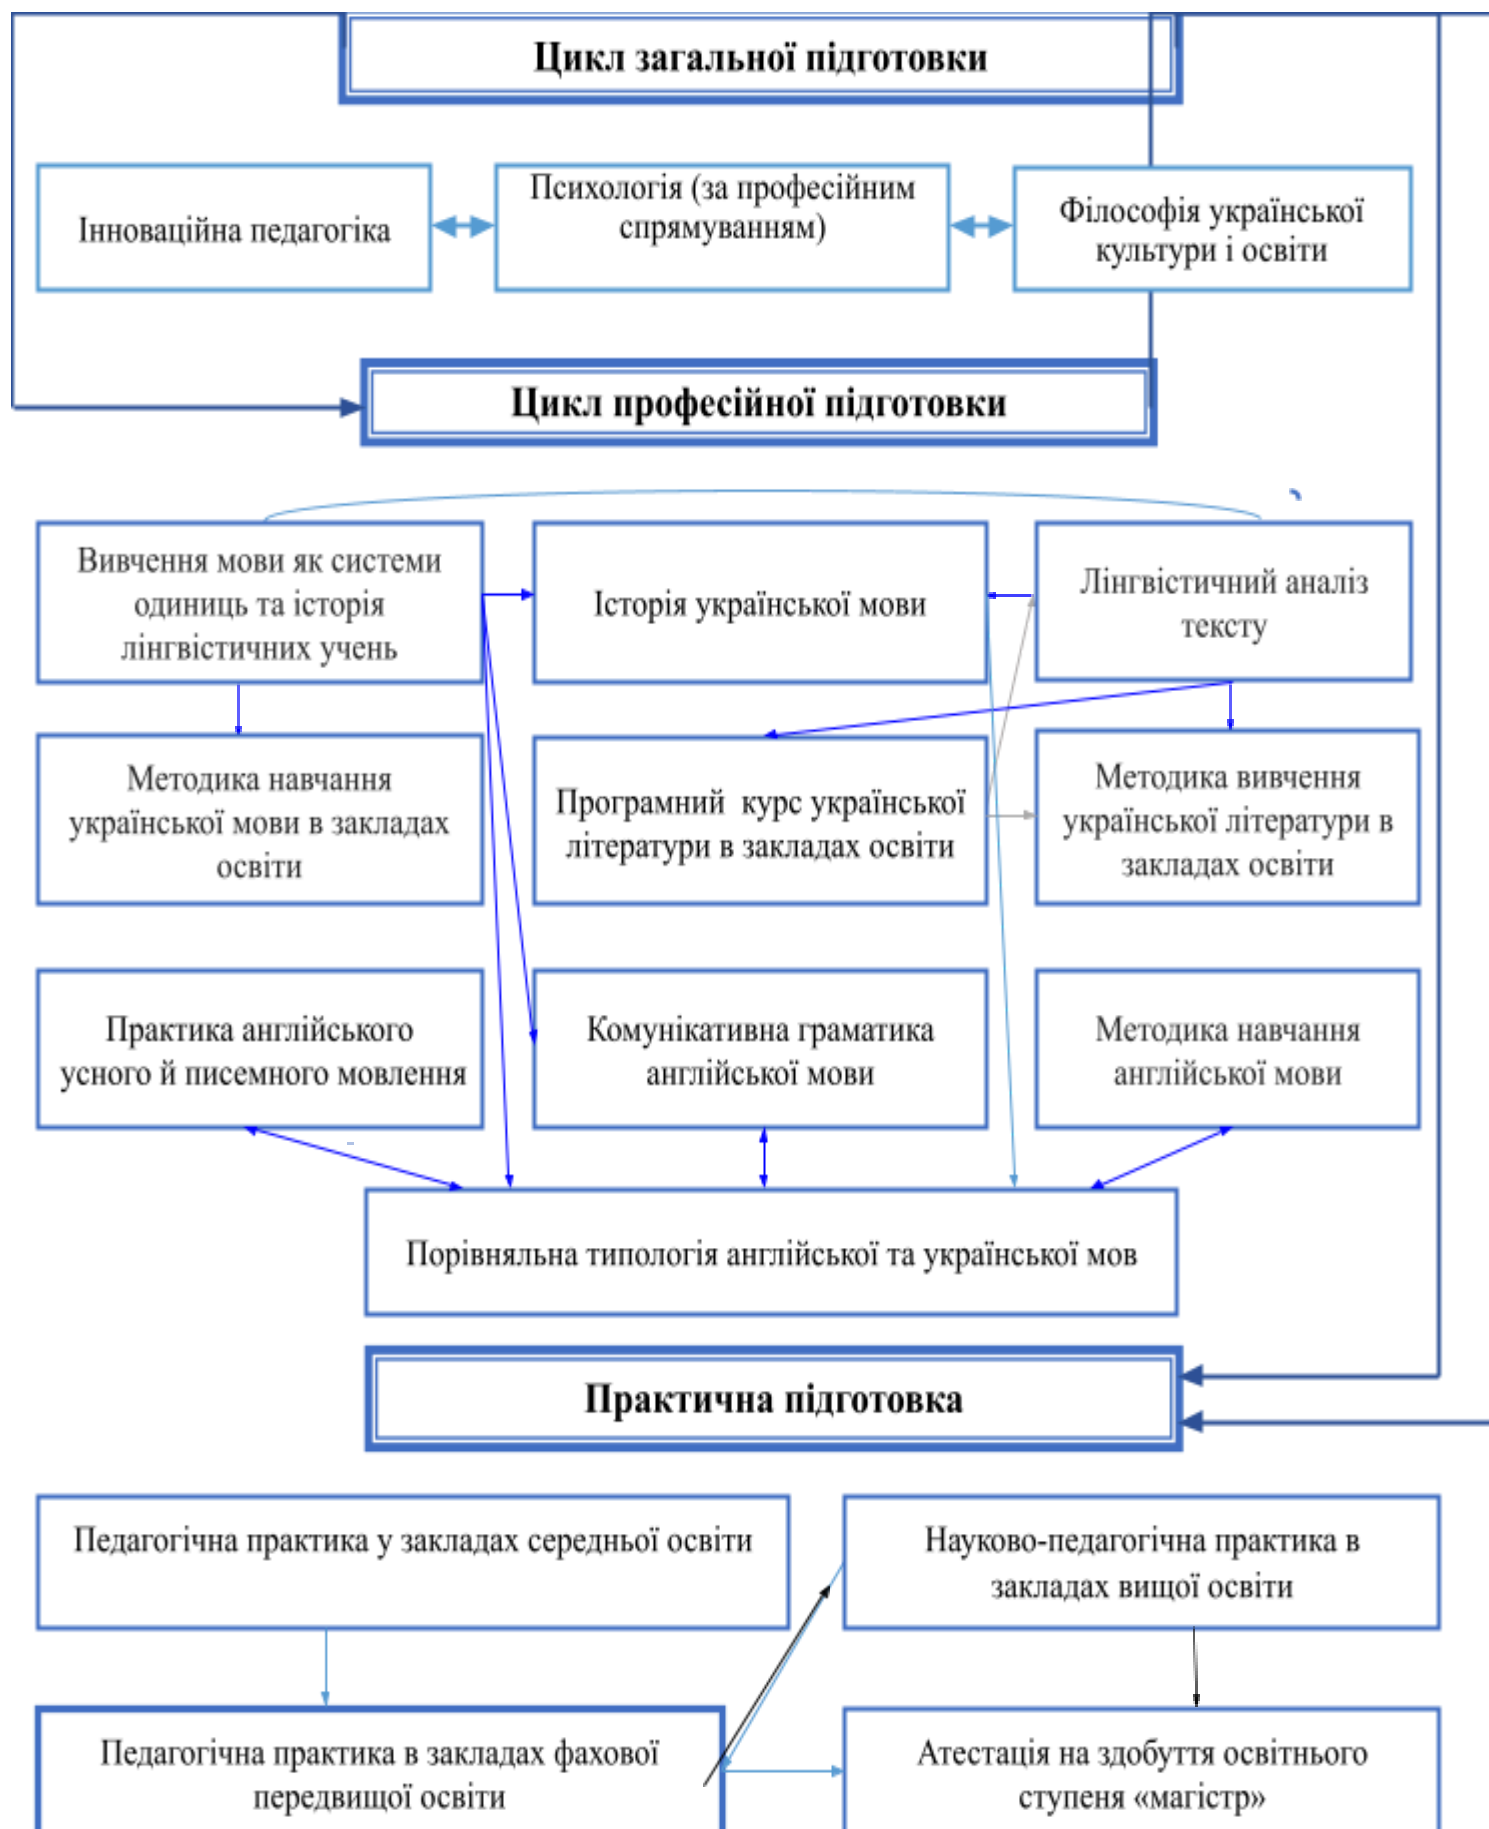 Цикл загальної підготовки
Інноваційна педагогіка
Психологія (за професійним
спрямуванням)
Філософія української
культури і освіти
Цикл професійної підготовки
Вивчення мови як системи
одиниць та історія
лінгвістичних учень
Історія української мови
Лінгвістичний аналіз
тексту
Методика навчання
української мови в закладах
освіти
Програмний курс української
літератури в закладах освіти
Методика вивчення
української літератури в
закладах освіти
Практика англійського
усного й писемного мовлення
Комунікативна граматика
англійської мови
Методика навчання
англійської мови
Порівняльна типологія англійської та української мов
Практична підготовка
Педагогічна практика у закладах середньої освіти
Науково-педагогічна практика в
закладах вищої освіти
Педагогічна практика в закладах фахової
передвищої освіти
Атестація на здобуття освітнього
ступеня «магістр»